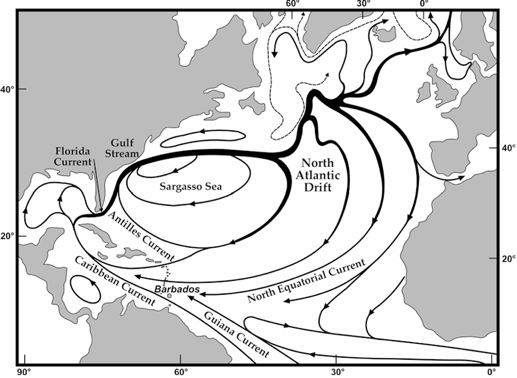 60°
30°
0°
40°
Florida
Current
Gulf
Stream
Sargasso Sea
North
Atlantic
Drift
40°
20°
Antilles Current
Caribbean Current
Barbados
North Equatorial Current
Guiana Current
20°
90°
60°
30°
0°